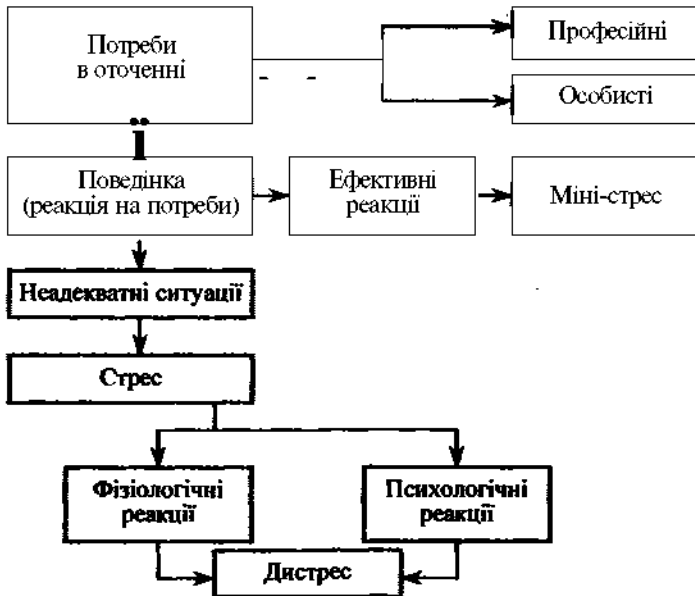 Потреби
в оточенні
Професійні
Особисті
Поведінка
(реакція на потреби)
Ефективні
реакції
Міні-стрес
Неадекватні ситуації
Стрес
Фізіологічні
реакції
Психологічні
реакції
Дистрес